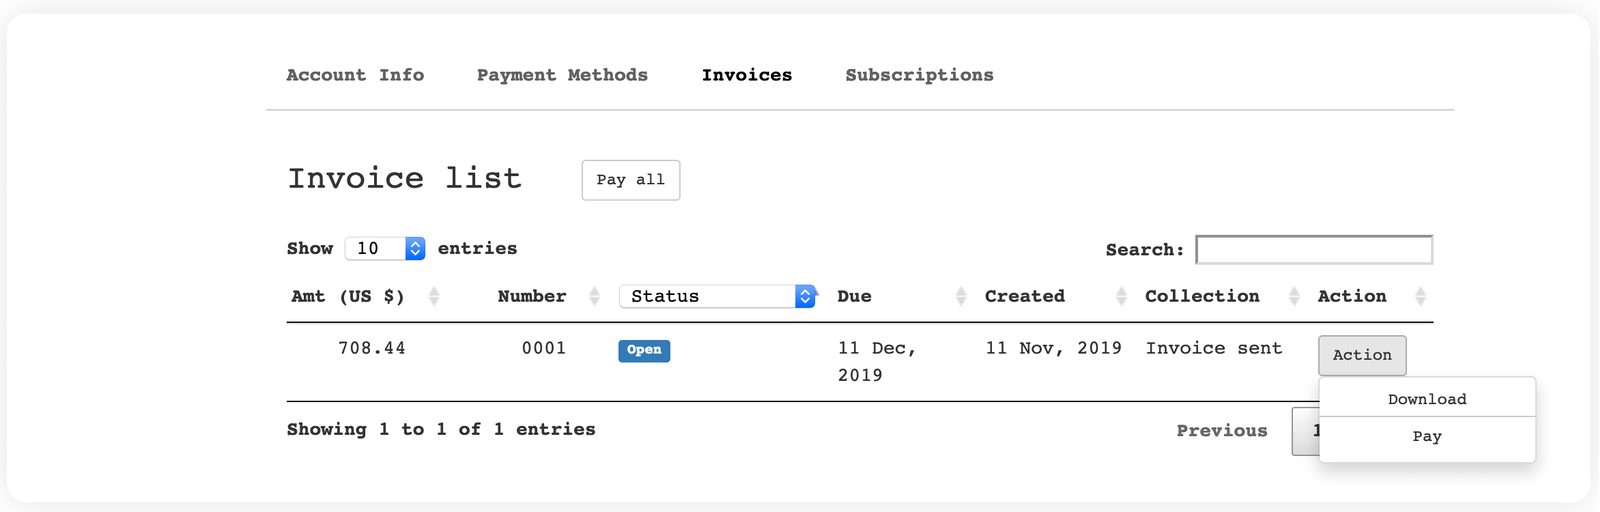 Account Info Payment Methods Invoices Subscriptions
Invoice list Pay all
Show 10 entries Search:
Amt (US $) Number Status Due Created Collection Action
708.44 0001 Open 11 Dec, 11 Nov, 2019 Invoice sent Action
2019
Download
Showing 1 to 1 of 1 entries Previous 1
Pay